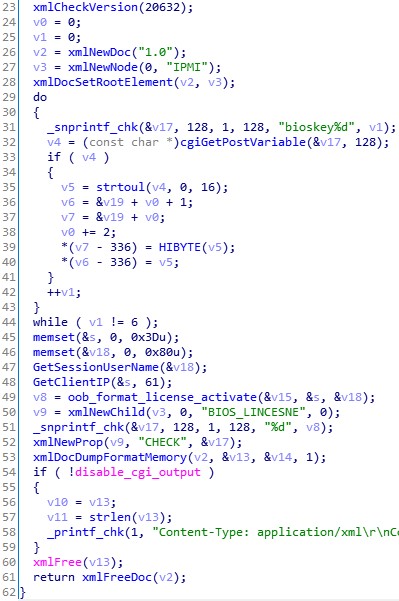 23 xmlCheckVersion(20632);
24 v0 = 0;
25 v1 = 0;
26 v2 = xmlNewDoc("1.0");
27 v3 = xmlNewNode(0, "IPMI");
28 xmlDocSetRootElement(v2, v3);
29 do
30 {
31 _snprintf_chk(&v17, 128, 1, 128, "bioskey%d", v1);
32 v4 = (const char *)cgiGetPostVariable(&v17, 128);
33 if ( v4 )
34 {
35 v5 = strtoul(v4, 0, 16);
36 v6 = &v19 + v0 + 1;
37 v7 = &v19 + v0;
38 v0 += 2;
39 *(v7 - 336) = HIBYTE(v5);
40 *(v6 - 336) = v5;
41 }
42 ++v1;
43 }
44 while ( v1 != 6 );
45 memset(&s, 0, 0x3Du);
46 memset(&v18, 0, 0x80u);
47 GetSessionUserName(&v18);
48 GetClientIP(&s, 61);
49 v8 = oob_format_license_activate(&v15, &s, &v18);
50 v9 = xmlNewChild(v3, 0, "BIOS_LINCESNE", 0);
51 _snprintf_chk(&v17, 128, 1, 128, "%d", v8);
52 xmlNewProp(v9, "CHECK", &v17);
53 xmlDocDumpFormatMemory(v2, &v13, &v14, 1);
54 if ( !disable_cgi_output )
55 {
56 v10 = v13;
57 v11 = strlen(v13);
58 _printf_chk(1, "Content-Type: application/xml\r\nC
59 }
60 xmlFree(v13);
61 return xmlFreeDoc(v2);
62 }